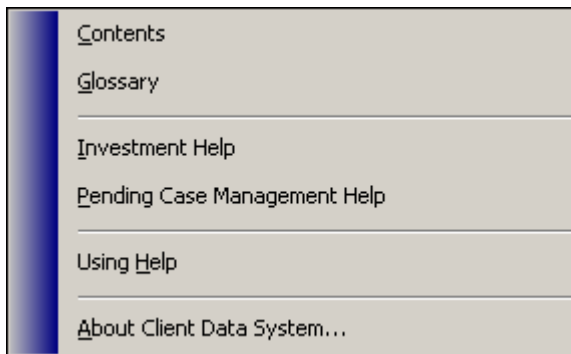 Contents
Glossary
Investment Help
Pending Case Management Help
Using Help
About Client Data System...